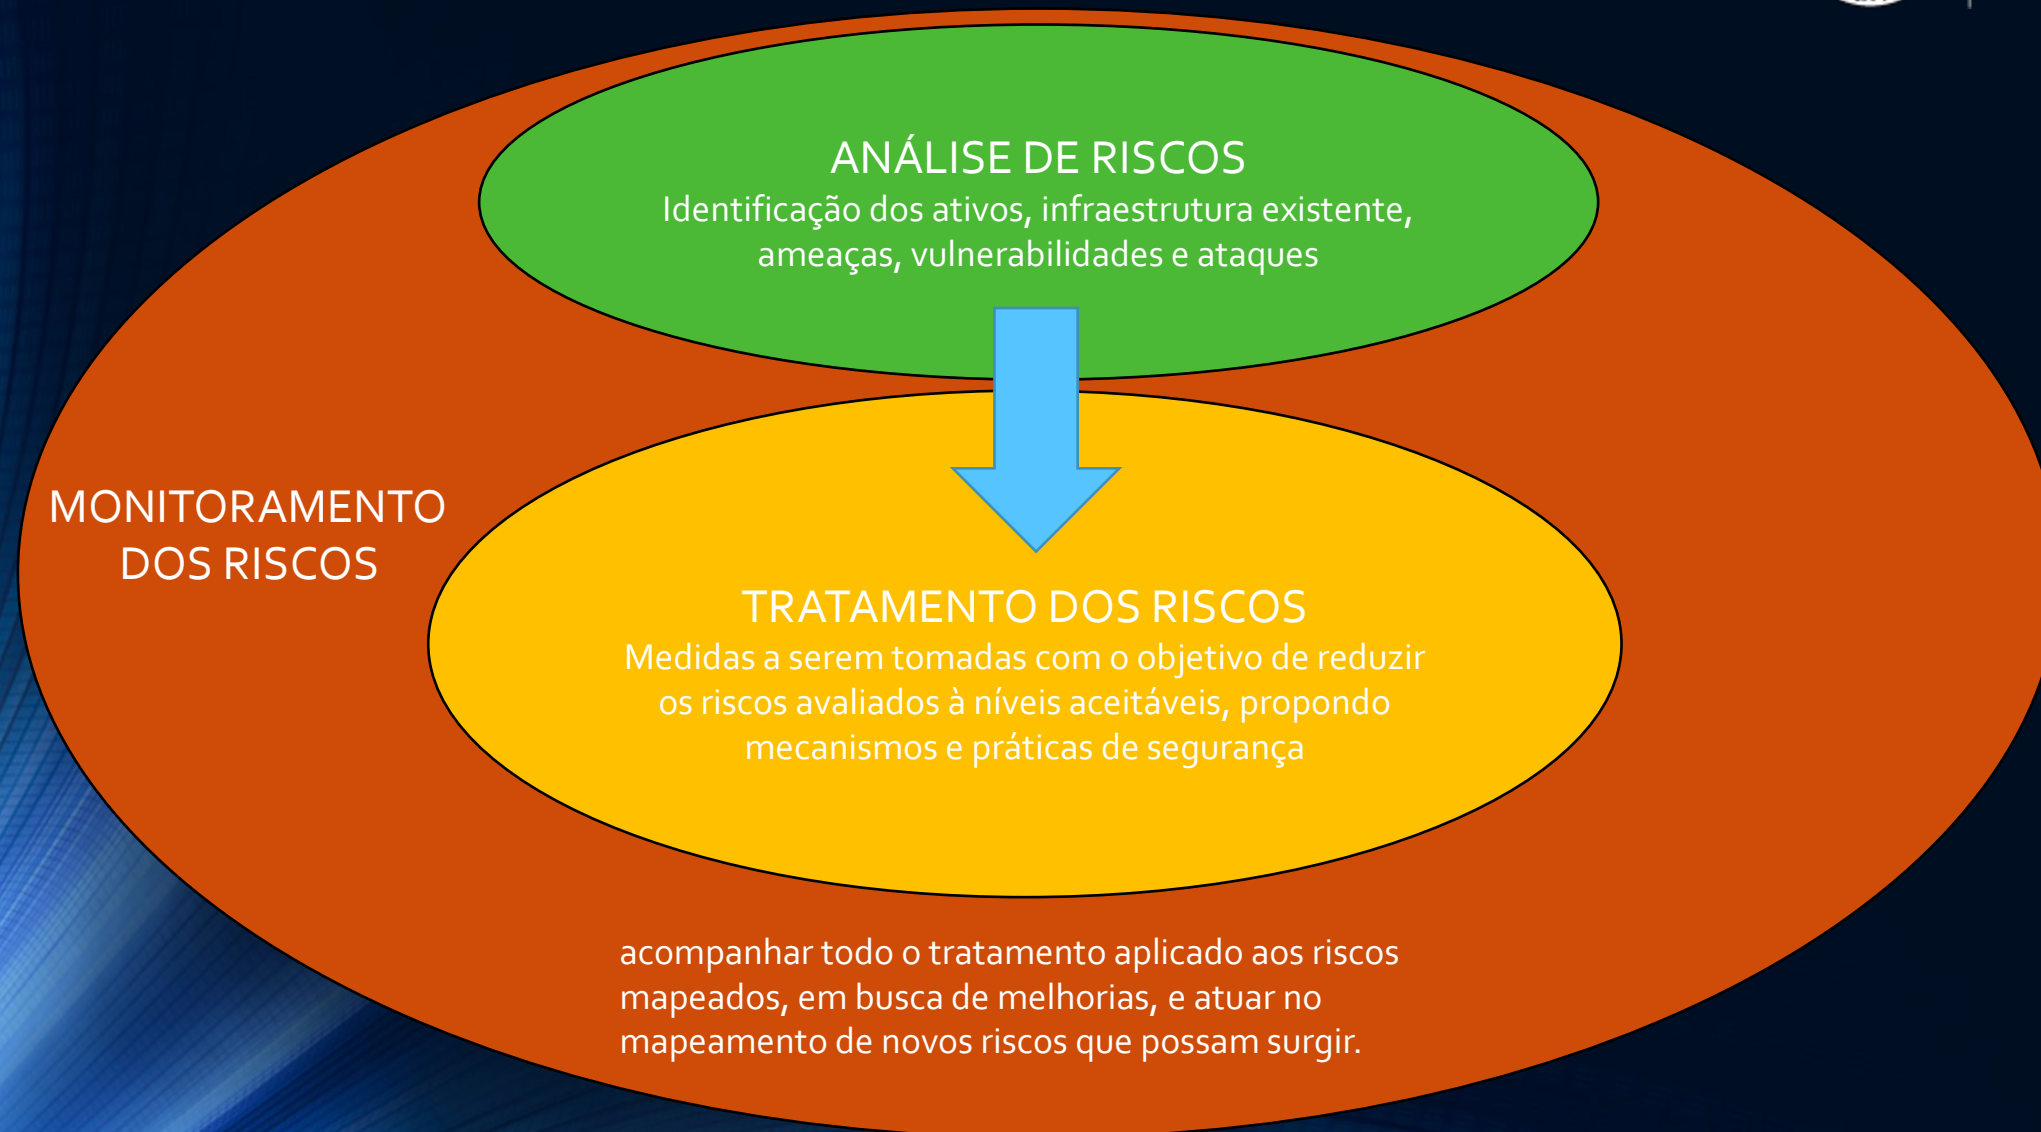 ANÁLISE DE RISCOS
Identificação dos ativos, infraestrutura existente,
ameaças, vulnerabilidades e ataques
MONITORAMENTO
DOS RISCOS
TRATAMENTO DOS RISCOS
Medidas a serem tomadas com o objetivo de reduzir
os riscos avaliados à níveis aceitáveis, propondo
mecanismos e práticas de segurança
acompanhar todo o tratamento aplicado aos riscos
mapeados, em busca de melhorias, e atuar no
mapeamento de novos riscos que possam surgir.